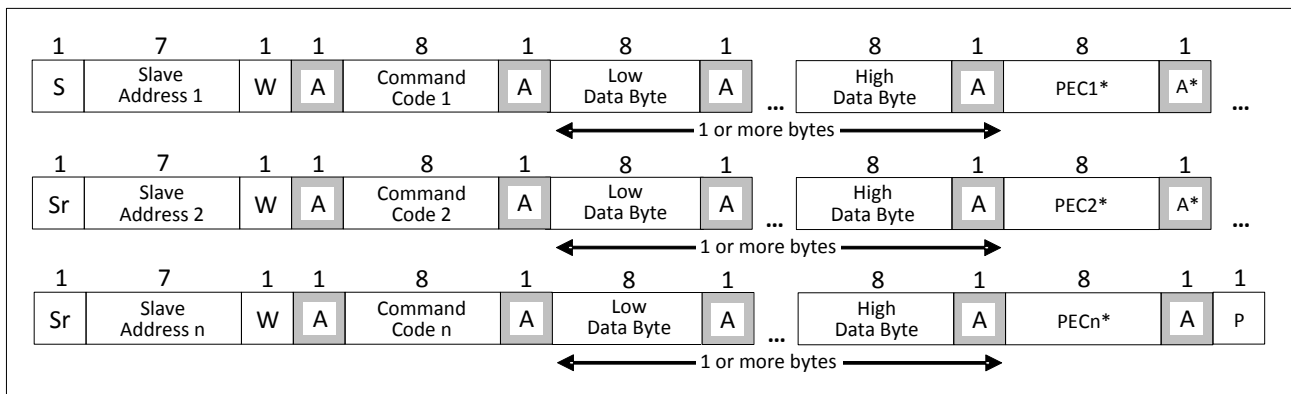 1 7 1 1 8 1 8 1 8 1 8 1
S Slave Address 1 W A Command Code 1 A Low Data Byte A ... High Data Byte A PEC1* A* ...
1 or more bytes
1 7 1 1 8 1 8 1 8 1 8 1
Sr Slave Address 2 W A Command Code 2 A Low Data Byte A ... High Data Byte A PEC2* A* ...
1 or more bytes
1 7 1 1 8 1 8 1 8 1 8 1 1
Sr Slave Address n W A Command Code n A Low Data Byte A ... High Data Byte A PECn* A P
1 or more bytes